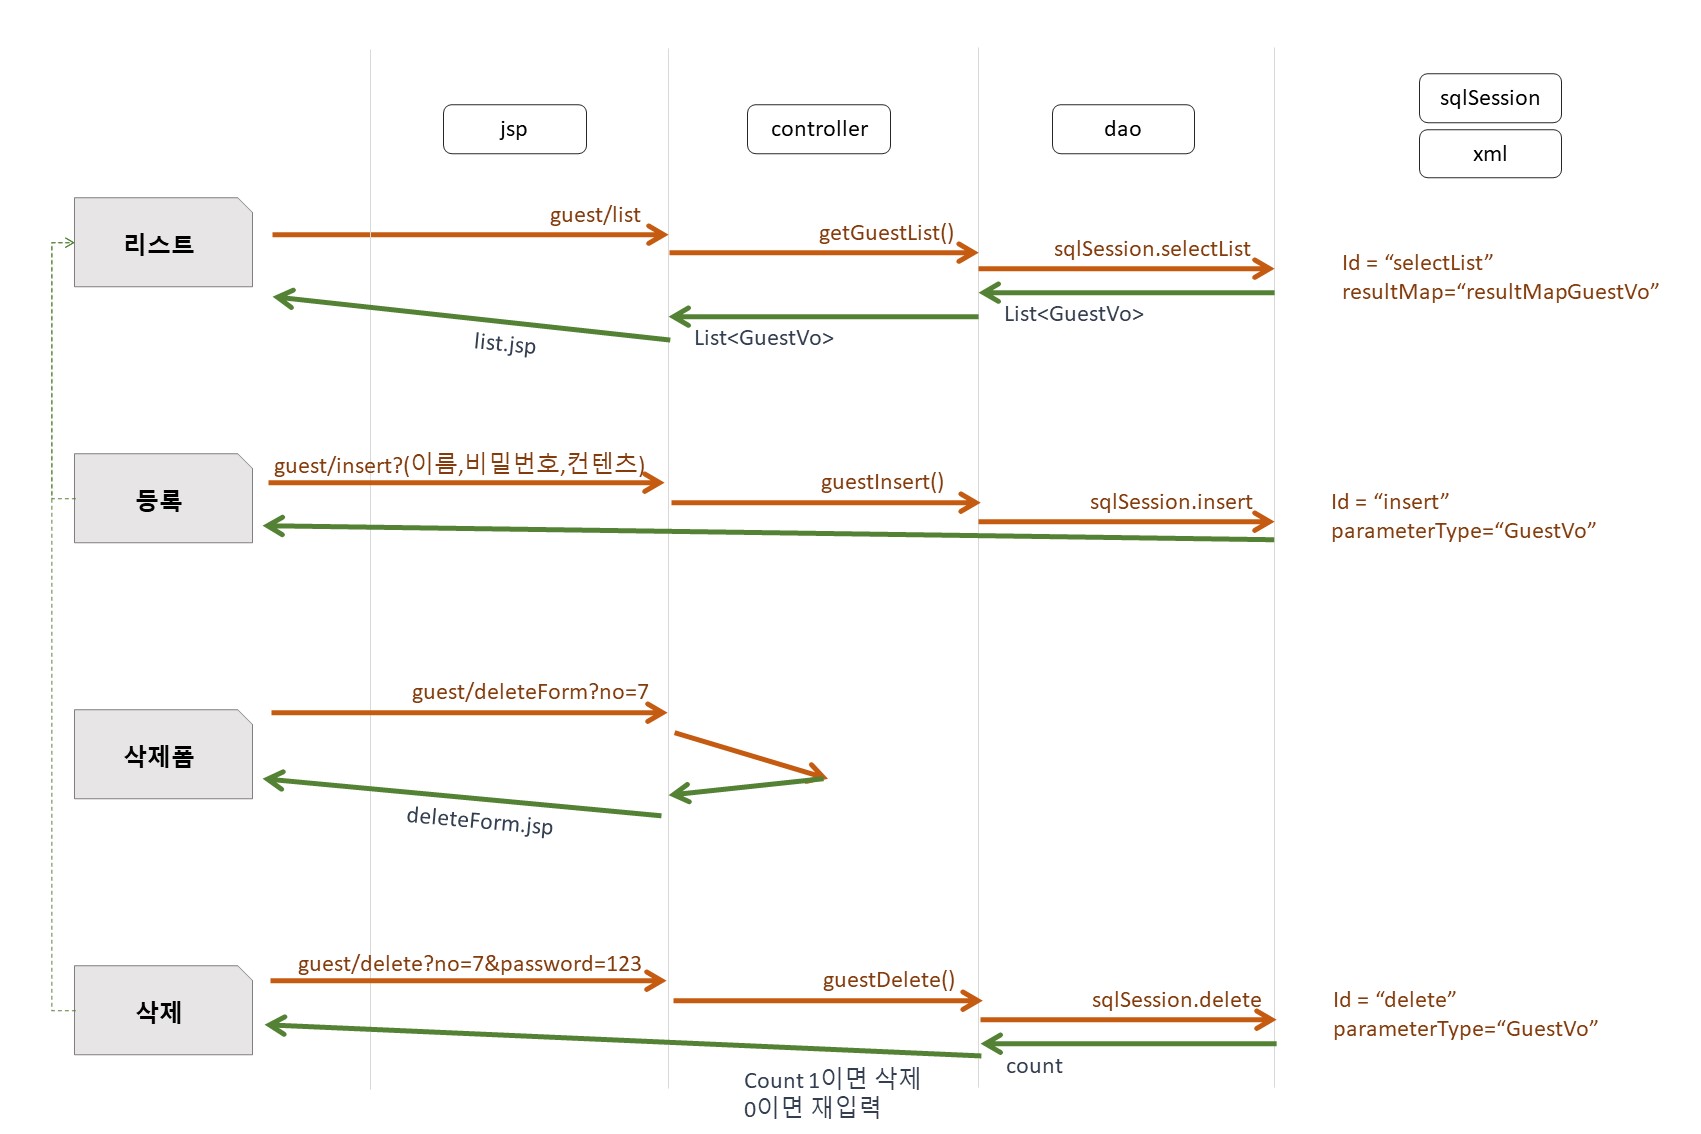 jsp
controller
dao
sqlSession
xml
리스트
guest/list
getGuestList()
sqlSession.selectList
Id = “selectList”
resultMap=“resultMapGuestVo”
List<GuestVo>
List<GuestVo>
list.jsp
등록
guest/insert?(이름,비밀번호,컨텐츠)
guestInsert()
sqlSession.insert
Id = “insert”
parameterType=“GuestVo”
삭제폼
guest/deleteForm?no=7
deleteForm.jsp
삭제
guest/delete?no=7&password=123
guestDelete()
sqlSession.delete
Id = “delete”
parameterType=“GuestVo”
count
Count 1이면 삭제
0이면 재입력